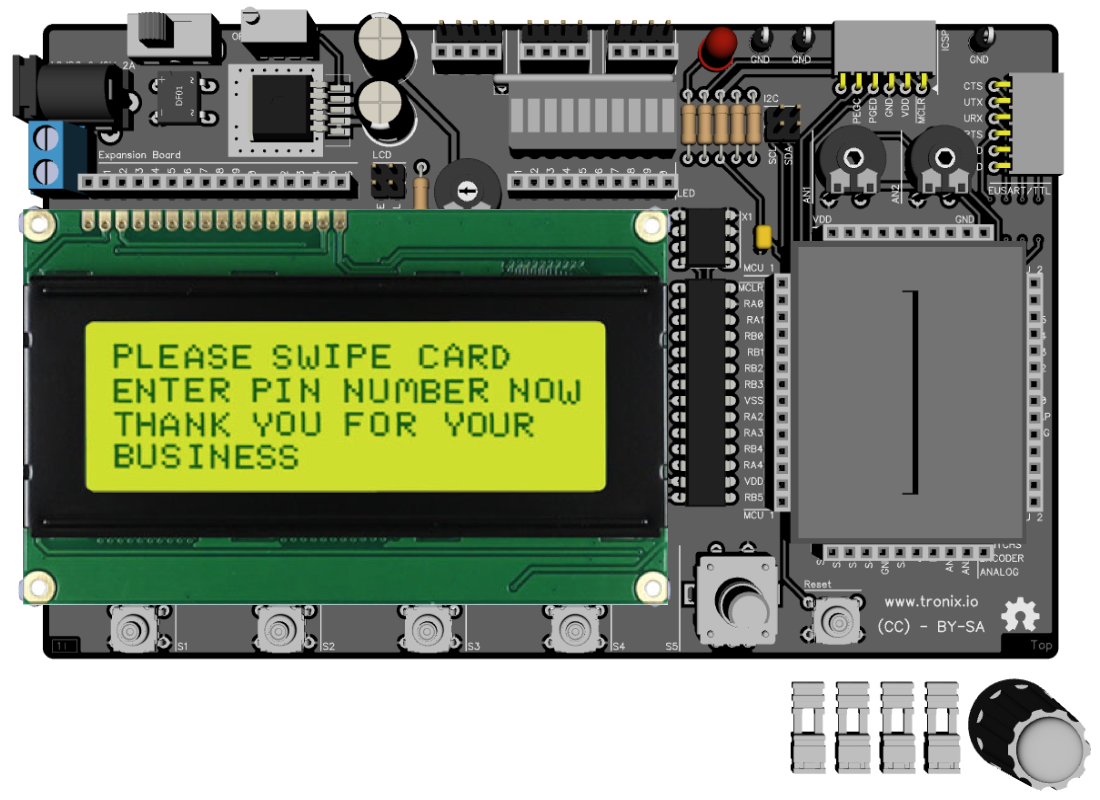 2A
DF01
Expansion Board
LCD
E
L
LED
I2C
SCL
SDA
GND
GND
ICSP
PEGC
PGED
GND
VDD
MCLR
GND
CTS
UTX
URX
RTS
EUSART/TTL
AN1
AN2
VDD
GND
X1
MCU 1
MCLR
RA0
RA1
RB0
RB1
RB2
RB3
VSS
RA2
RA3
RB4
RA4
VDD
RB5
MCU 1
PLEASE SWIPE CARD
ENTER PIN NUMBER NOW
THANK YOU FOR YOUR
BUSINESS
ANALOG
Reset
www.tronix.io
(CC) - BY-SA
Top
S1
S2
S3
S4
S5